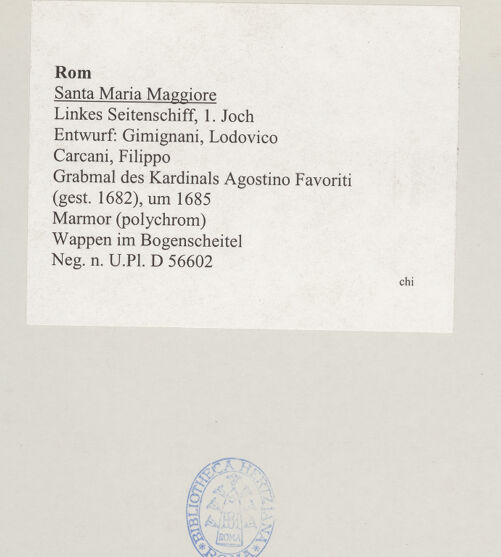 Rom
Santa Maria Maggiore
Linkes Seitenschiff, 1. Joch
Entwurf: Gimignani, Lodovico
Carcani, Filippo
Grabmal des Kardinals Agostino Favoriti
(gest. 1682), um 1685
Marmor (polychrom)
Wappen im Bogenscheitel
Neg. n. U.Pl. D 56602
chi
BIBLIOTHECA HERTZIANA
ROMA
ROMA